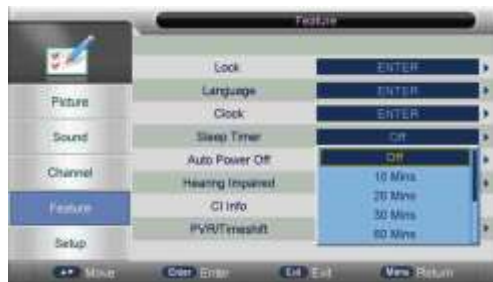 Feature
Lock ENTER
Language ENTER
Picture
Clock ENTER
Sound
Sleep Timer Off
Auto Power Off Off
Channel
Hearing Impaired 10 Mins
20 Mins
Feature
CI Info 30 Mins
PVR/Timeshift 60 Mins
Setup
Move Enter Enter Exit Exit Menu Return